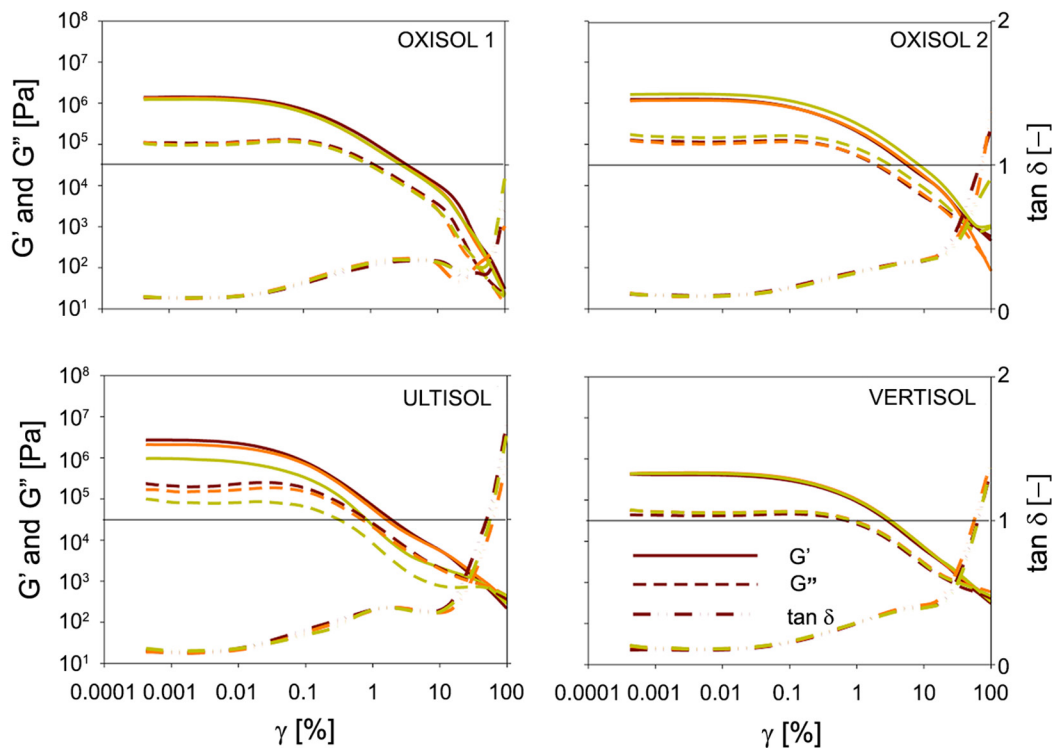 OXISOL 1
OXISOL 2
10⁸
10⁷
10⁶
10⁵
10⁴
10³
10²
10¹
G’ and G” [Pa]
2
1
0
tan δ [–]
ULTISOL
VERTISOL
10⁸
10⁷
10⁶
10⁵
10⁴
10³
10²
10¹
G’ and G” [Pa]
G’
G”
tan δ
2
1
0
tan δ [–]
0.0001 0.001 0.01 0.1 1 10 100
0.0001 0.001 0.01 0.1 1 10 100
γ [%]
γ [%]